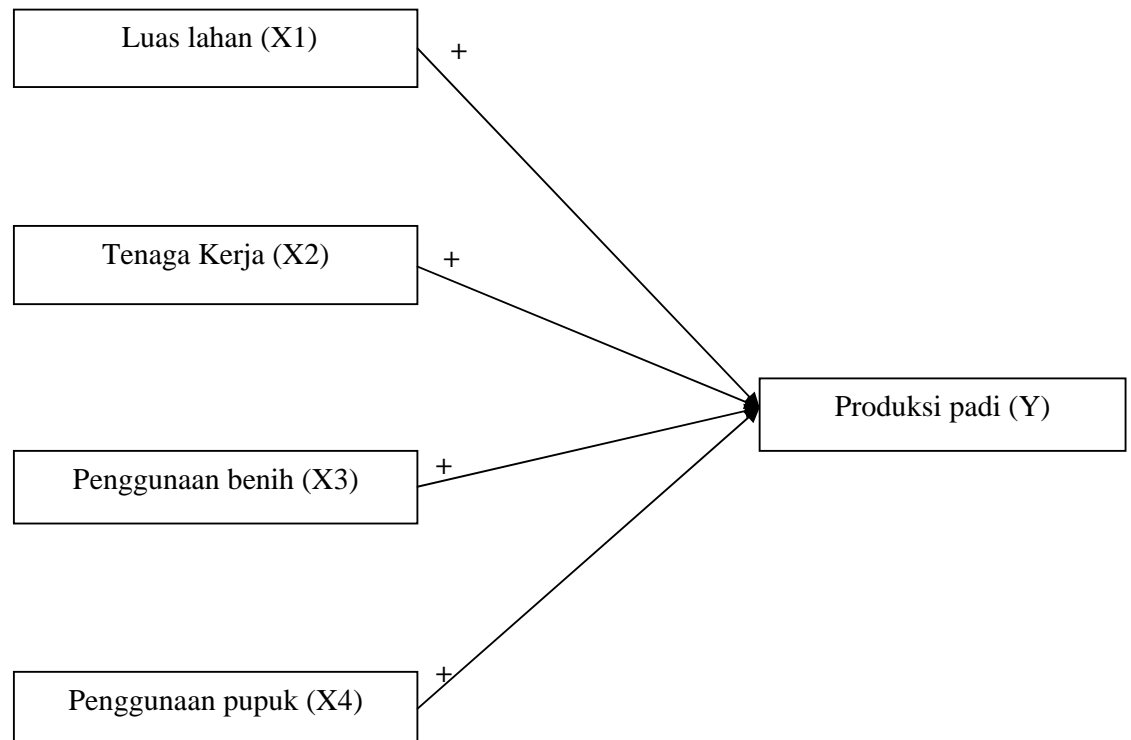 Luas lahan (X1)
+
Tenaga Kerja (X2)
+
Produksi padi (Y)
Penggunaan benih (X3)
+
Penggunaan pupuk (X4)
+